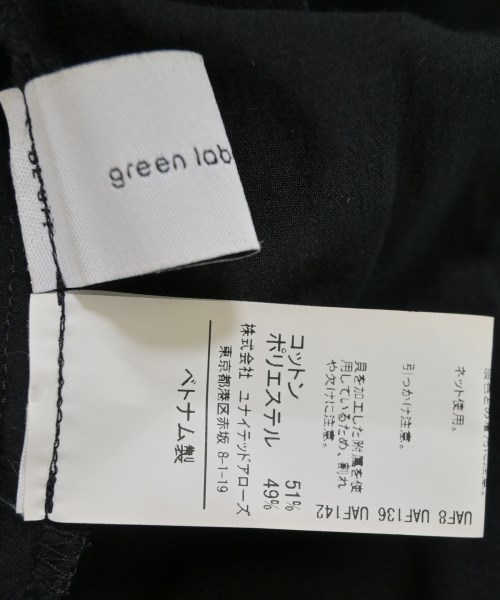 green lab
ネット使用。
引つかけ注意。
貝を加工した附属を使
用しているため、割れ
や欠けに注意。
UAF8 UAF136 UAF142
コットン 51%
ポリエステル 49%
株式会社 ユナイテッドアローズ
東京都港区赤坂 8-1-19
ベトナム製